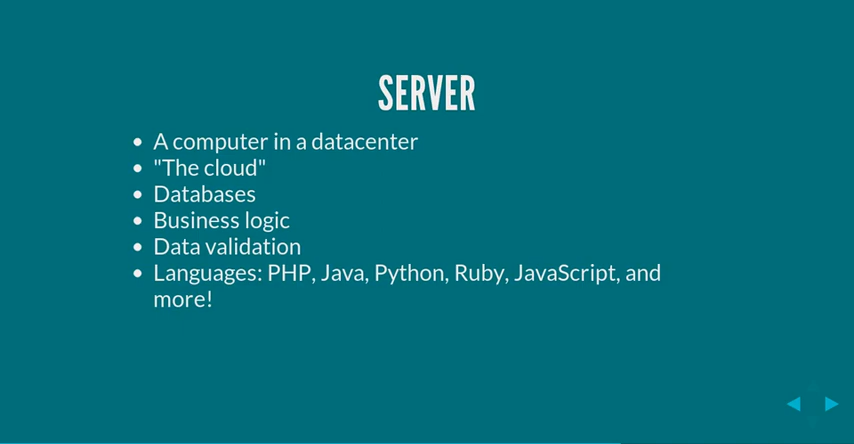 SERVER
A computer in a datacenter
"The cloud"
Databases
Business logic
Data validation
Languages: PHP, Java, Python, Ruby, JavaScript, and
more!